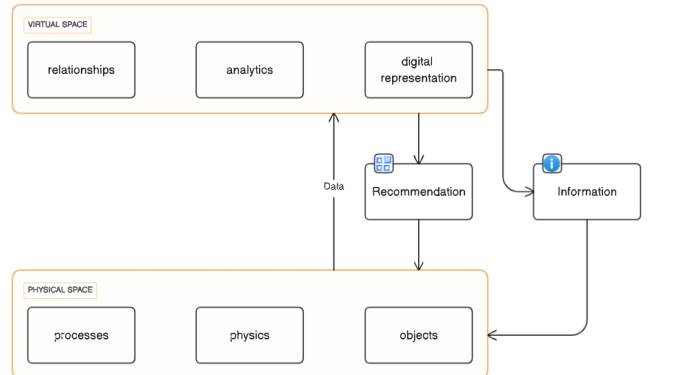 VIRTUAL SPACE
relationships
analytics
digital
representation
Data
Recommendation
Information
PHYSICAL SPACE
processes
physics
objects